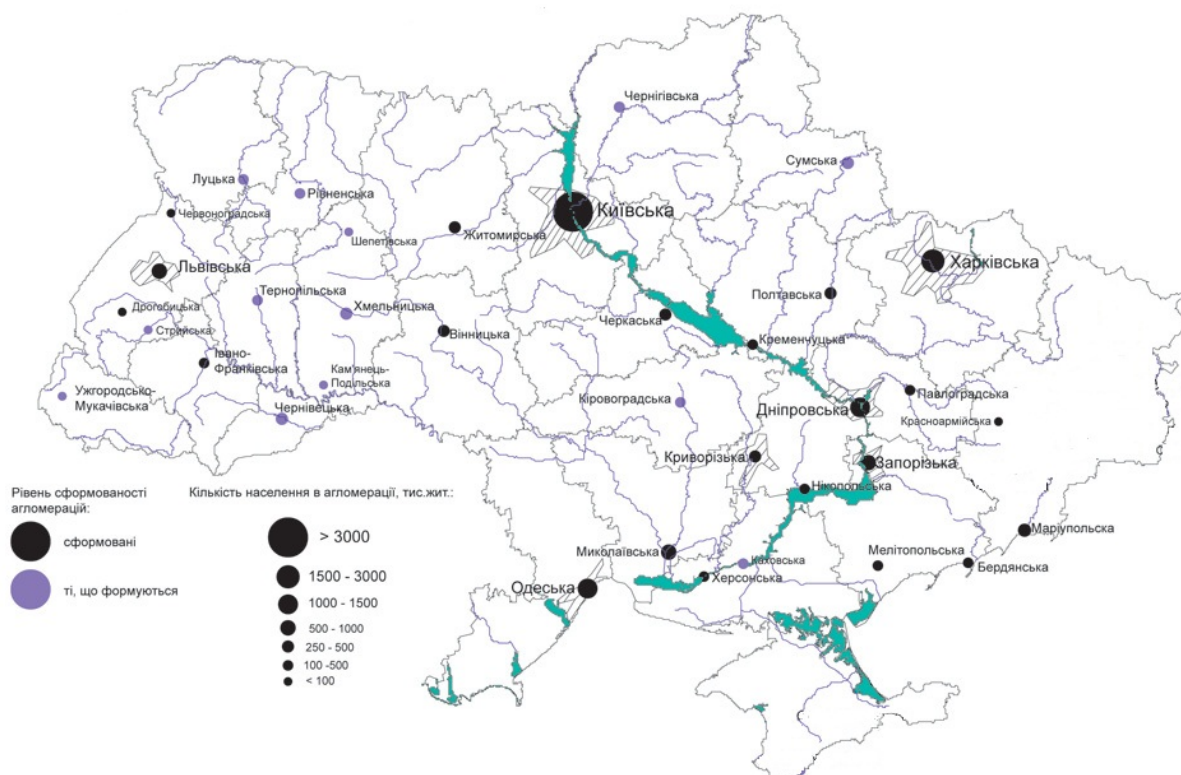 Чернігівська
Сумська
Луцька
Рівненська
Червоноградська
Київська
Житомирська
Шепетівська
Харківська
Львівська
Тернопільська
Хмельницька
Полтавська
Дрогобицька
Стрийська
Вінницька
Черкаська
Кременчуцька
Івано-
Франківська
Кам'янець-
Подільська
Ужгородсько-
Мукачівська
Чернівецька
Кіровоградська
Дніпровська
Павлоградська
Красноармійська
Криворізька
Запорізька
Нікопольська
Маріупольска
Миколаївська
Каховська
Мелітопольська
Бердянська
Херсонська
Одеська
Рівень сформованості
агломерацій:
сформовані
ті, що формуються
Кількість населення в агломерації, тис.жит.:
> 3000
1500 - 3000
1000 - 1500
500 - 1000
250 - 500
100 -500
< 100